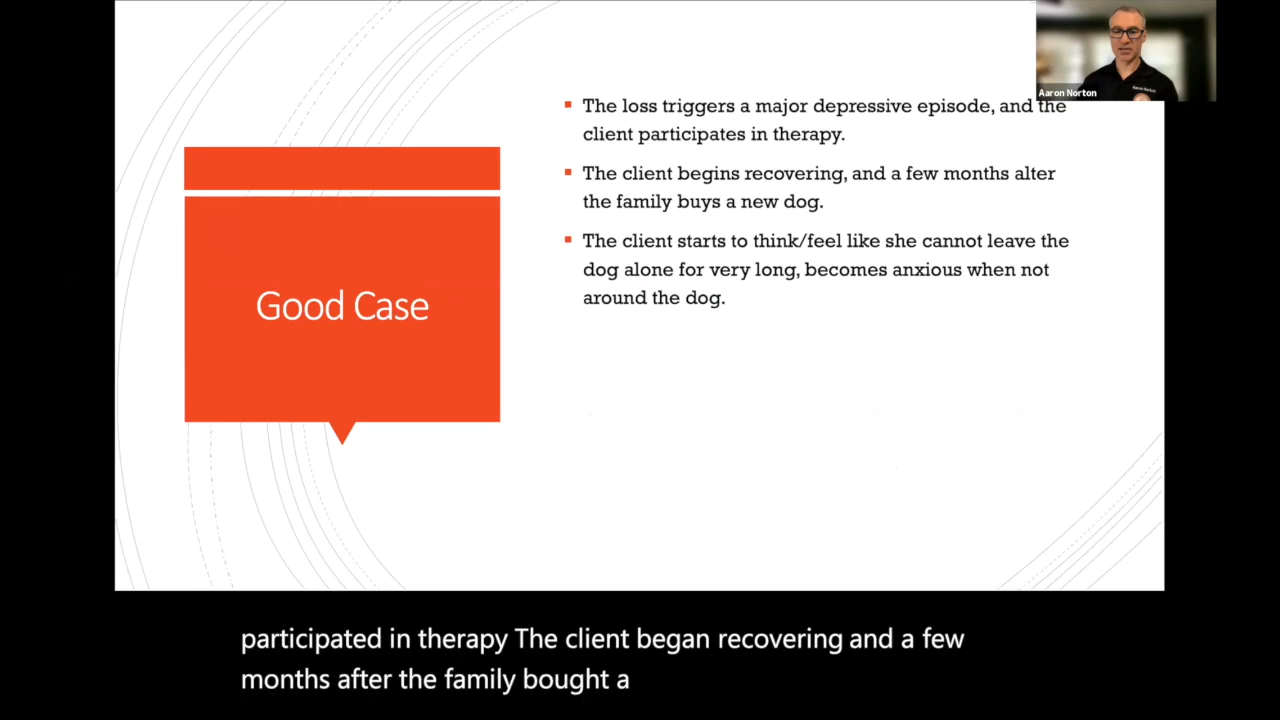 Aaron Norton
The loss triggers a major depressive episode, and the
client participates in therapy.
The client begins recovering, and a few months alter
the family buys a new dog.
The client starts to think/feel like she cannot leave the
dog alone for very long, becomes anxious when not
around the dog.
Good Case
participated in therapy The client began recovering and a few
months after the family bought a